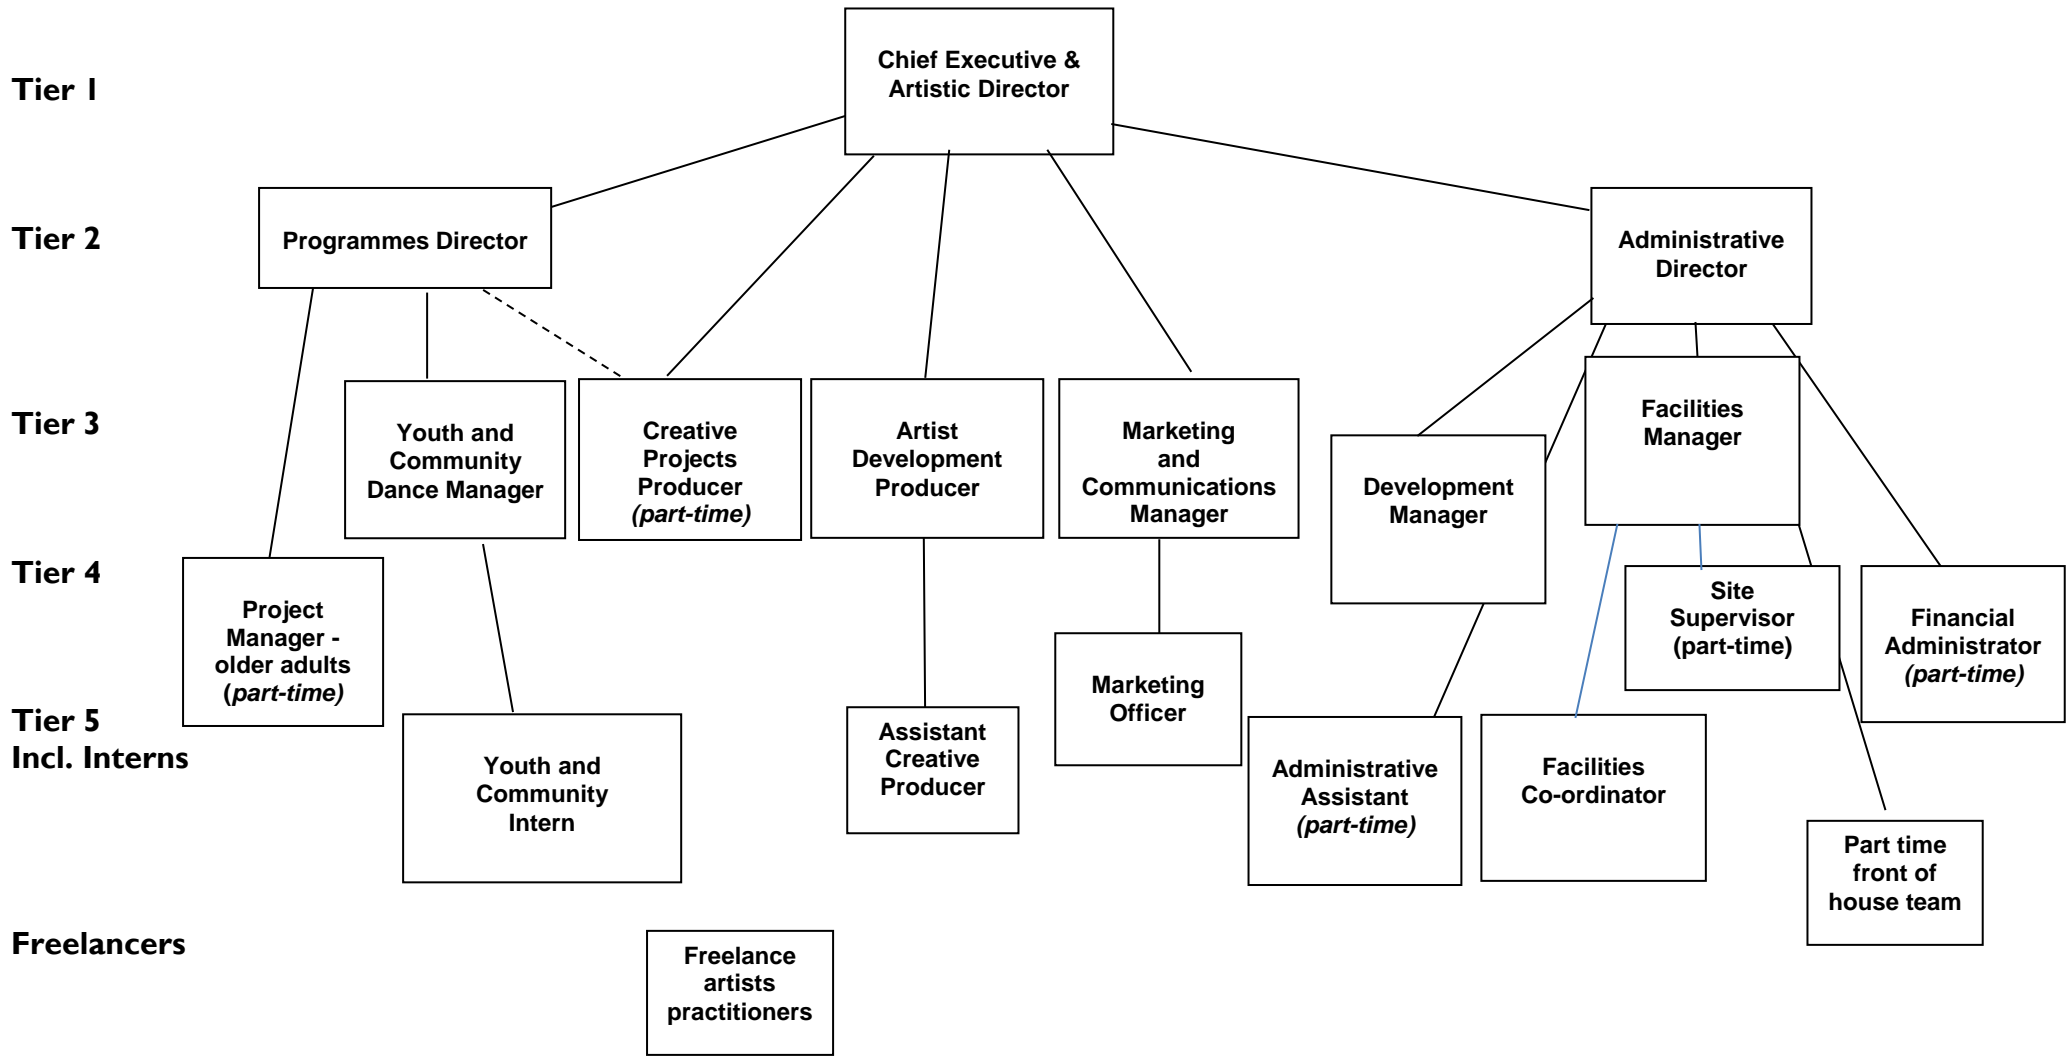 Chief Executive &
Artistic Director
Tier 1
Tier 2
Programmes Director
Administrative
Director
Tier 3
Youth and
Community
Dance Manager
Creative
Projects
Producer
(part-time)
Artist
Development
Producer
Marketing
and
Communications
Manager
Development
Manager
Facilities
Manager
Tier 4
Project
Manager -
older adults
(part-time)
Site
Supervisor
(part-time)
Financial
Administrator
(part-time)
Marketing
Officer
Tier 5
Incl. Interns
Youth and
Community
Intern
Assistant
Creative
Producer
Administrative
Assistant
(part-time)
Facilities
Co-ordinator
Part time
front of
house team
Freelancers
Freelance
artists
practitioners